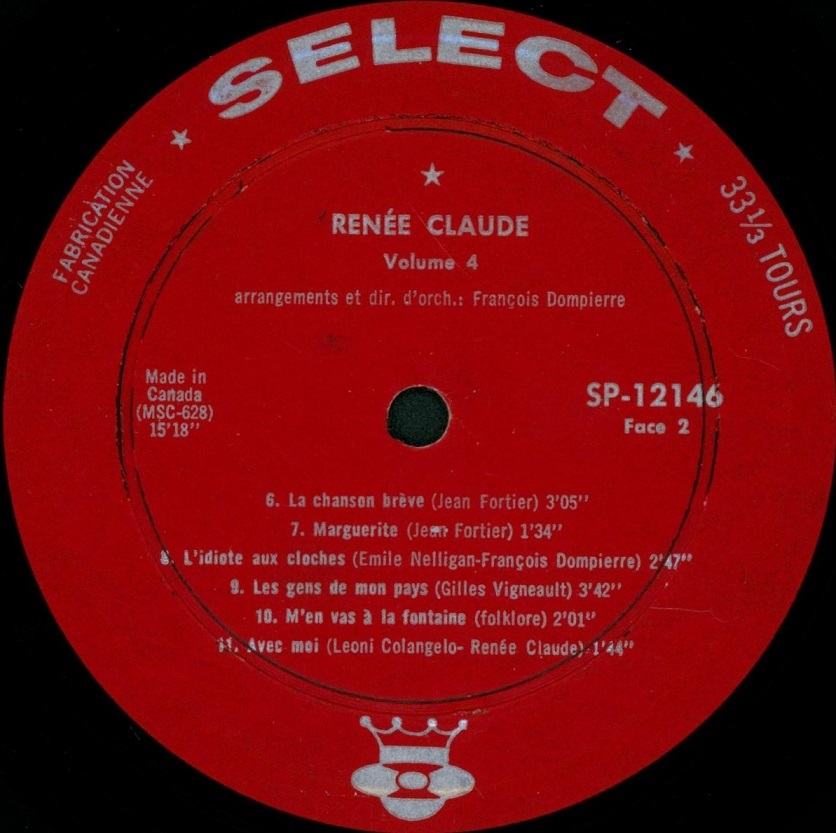 SELECT
FABRICATION
CANADIENNE
33 1/3 TOURS
RENÉE CLAUDE
Volume 4
arrangements et dir. d'orch.: François Dompierre
Made in
Canada
(MSC-628)
15'18"
SP-12146
Face 2
6. La chanson brève (Jean Fortier) 3'05"
7. Marguerite (Jean Fortier) 1'34"
8. L'idiote aux cloches (Emile Nelligan-François Dompierre) 2'47"
9. Les gens de mon pays (Gilles Vigneault) 3'42"
10. M'en vas à la fontaine (folklore) 2'01"
11. Avec moi (Leoni Colangelo- Renée Claude) 1'44"